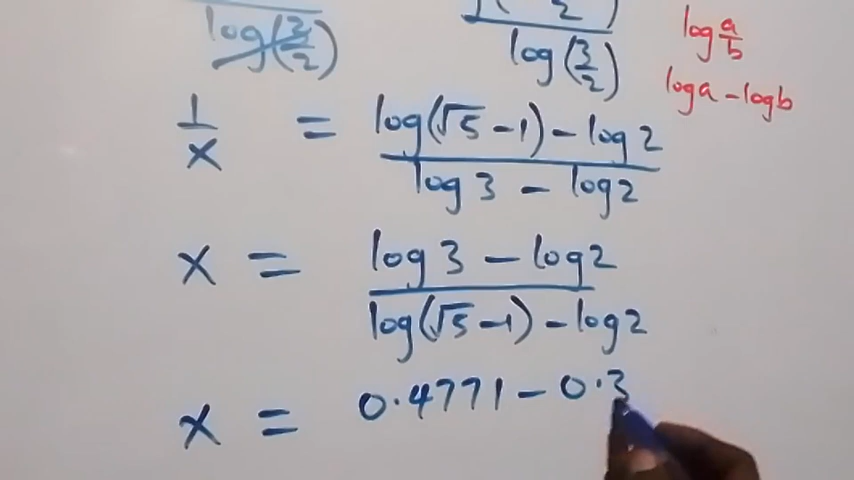 log(3/2)
2
log(3/2)
log a/b
log a - log b
1/x = (log(√5 - 1) - log 2)/(log 3 - log 2)
x = (log 3 - log 2)/(log(√5 - 1) - log 2)
x = 0.4771 - 0.3